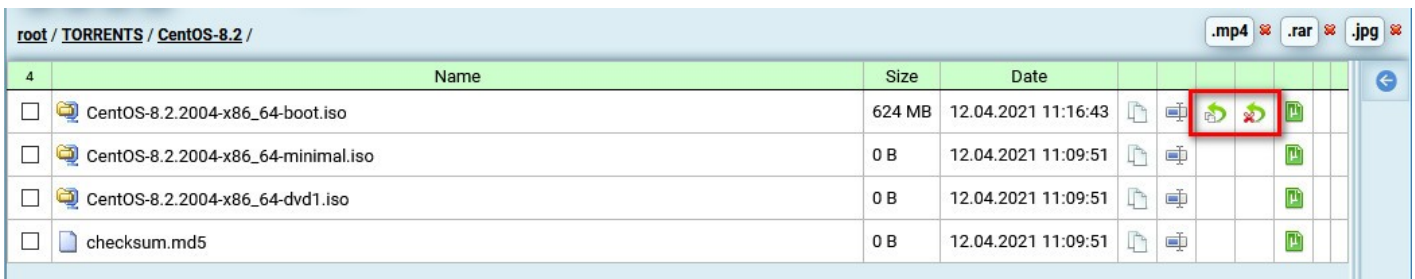 root / TORRENTS / CentOS-8.2 /
.mp4 .rar .jpg
4 Name Size Date
CentOS-8.2.2004-x86_64-boot.iso 624 MB 12.04.2021 11:16:43
CentOS-8.2.2004-x86_64-minimal.iso 0 B 12.04.2021 11:09:51
CentOS-8.2.2004-x86_64-dvd1.iso 0 B 12.04.2021 11:09:51
checksum.md5 0 B 12.04.2021 11:09:51